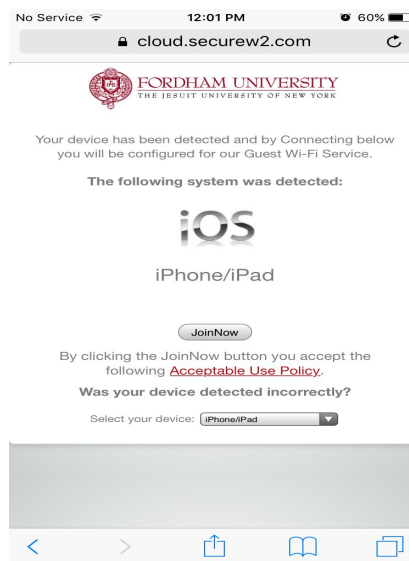 No Service 12:01 PM 60%
cloud.securew2.com
FORDHAM UNIVERSITY
THE JESUIT UNIVERSITY OF NEW YORK
Your device has been detected and by Connecting below
you will be configured for our Guest Wi-Fi Service.
The following system was detected:
iOS
iPhone/iPad
JoinNow
By clicking the JoinNow button you accept the
following Acceptable Use Policy.
Was your device detected incorrectly?
Select your device: iPhone/iPad